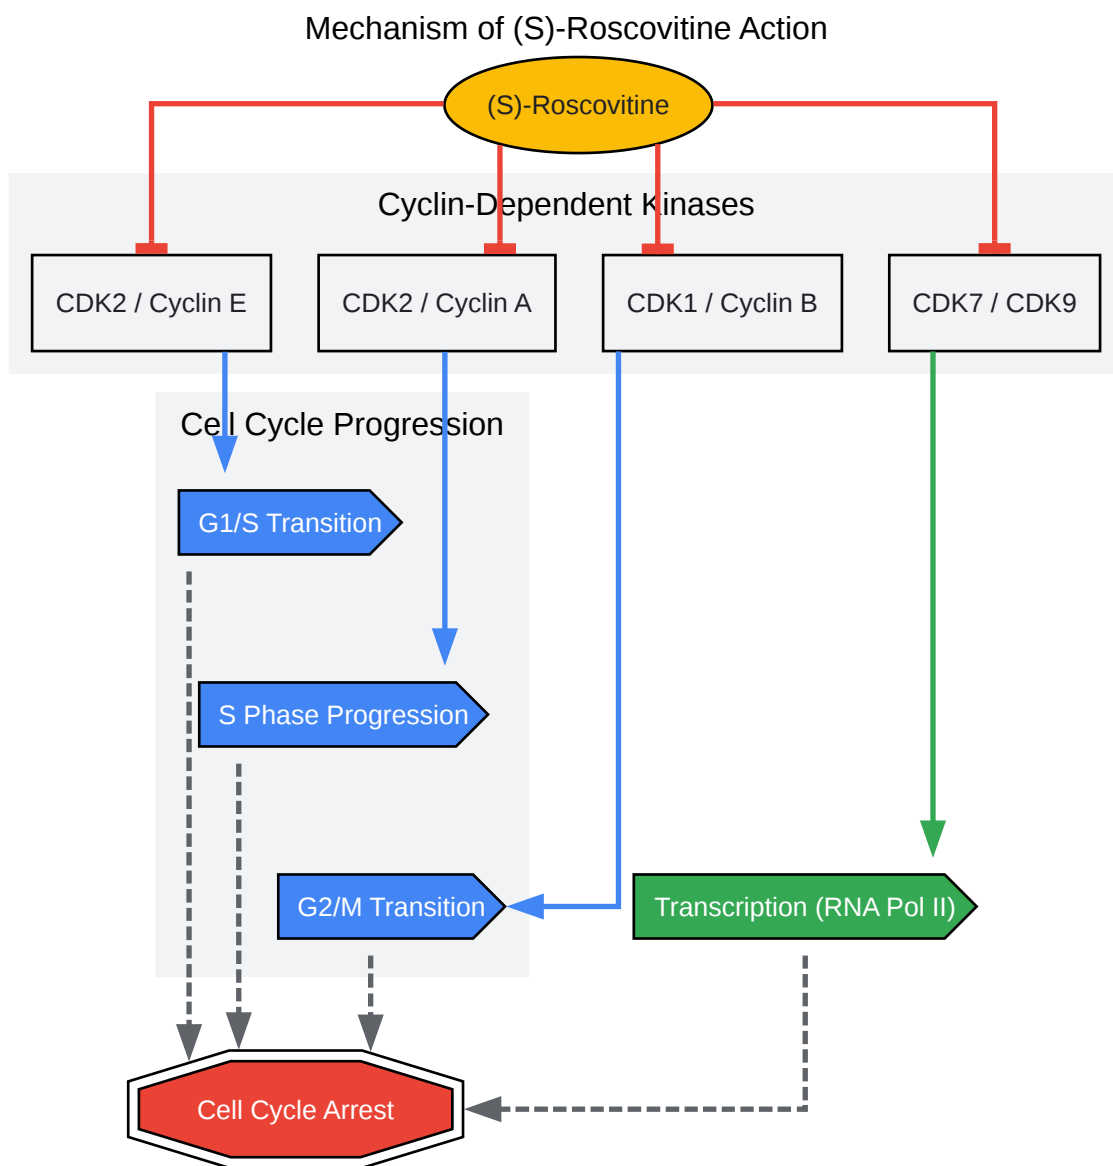 Mechanism of (S)-Roscovitine Action
(S)-Roscovitine
Cyclin-Dependent Kinases
CDK2 / Cyclin E
CDK2 / Cyclin A
CDK1 / Cyclin B
CDK7 / CDK9
Cell Cycle Progression
G1/S Transition
S Phase Progression
G2/M Transition
Transcription (RNA Pol II)
Cell Cycle Arrest